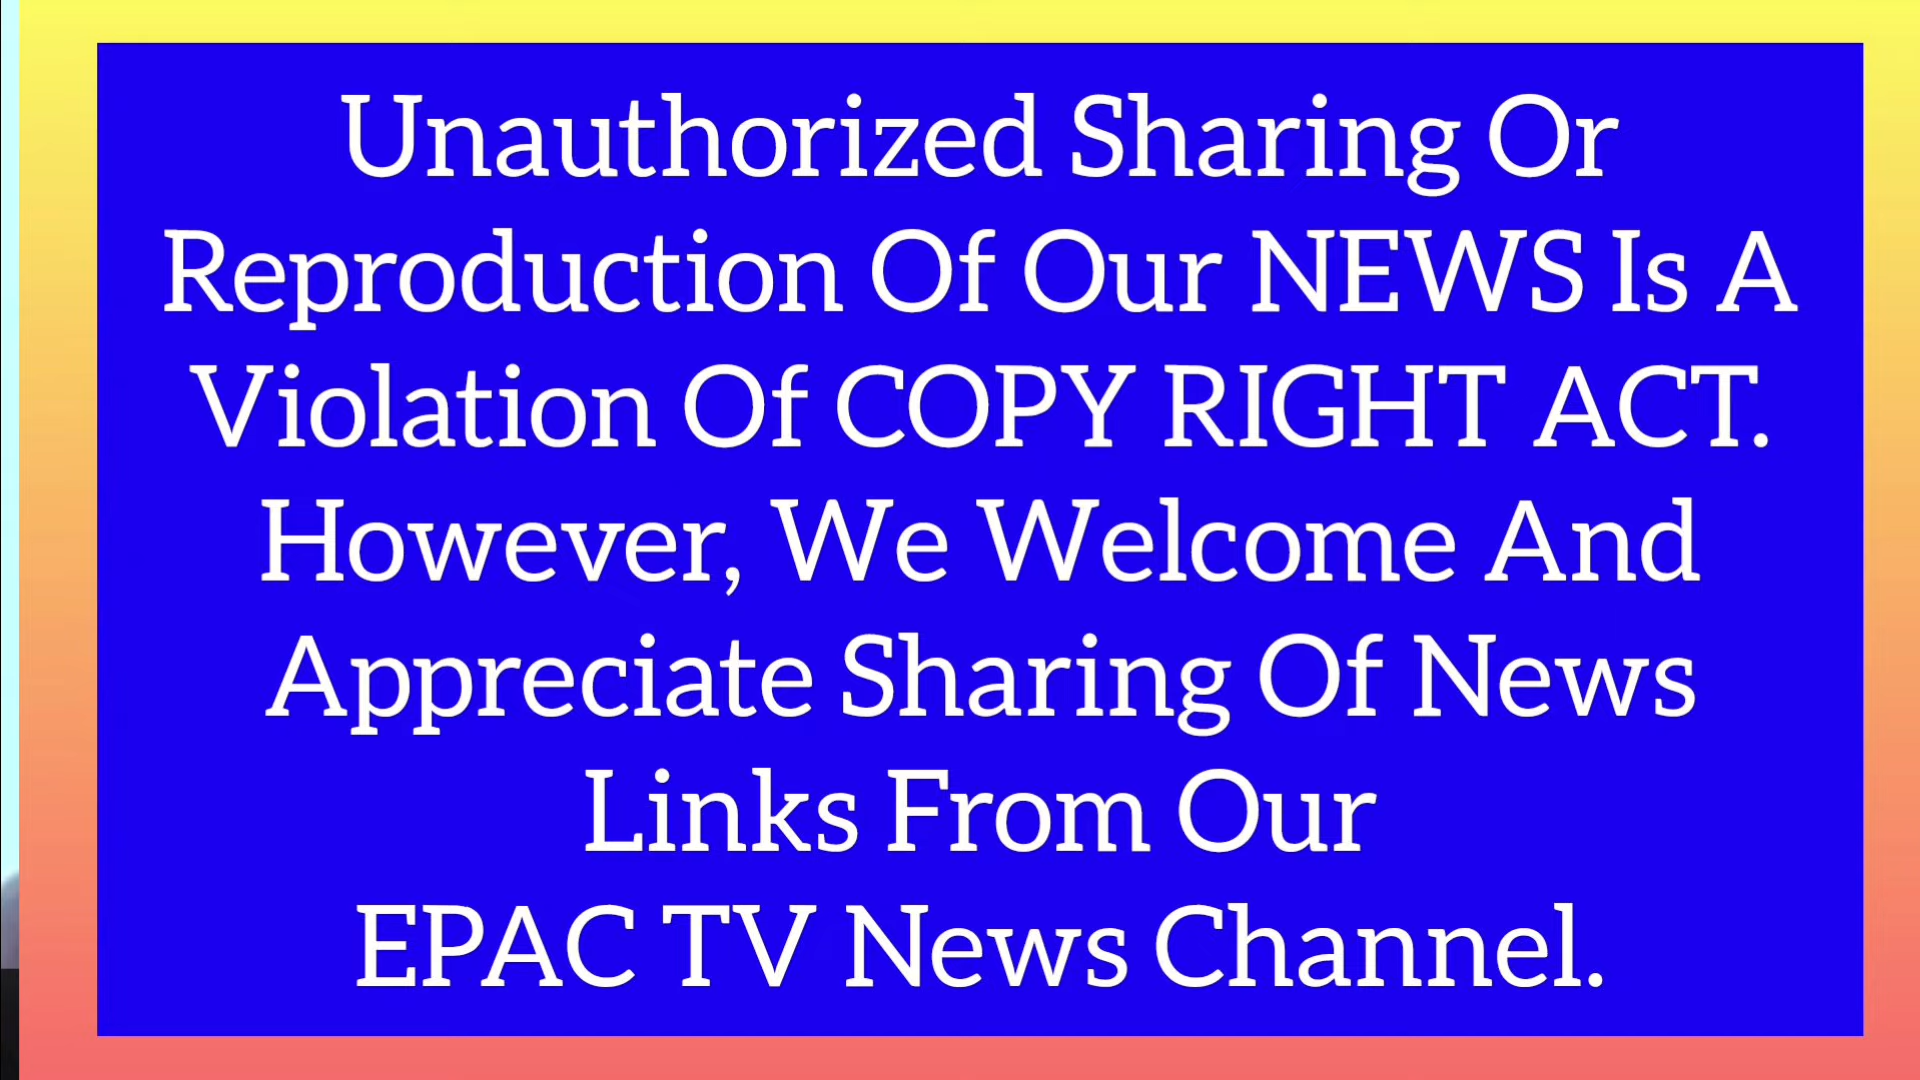 Unauthorized Sharing Or
Reproduction Of Our NEWS Is A
Violation Of COPY RIGHT ACT.
However, We Welcome And
Appreciate Sharing Of News
Links From Our
EPAC TV News Channel.